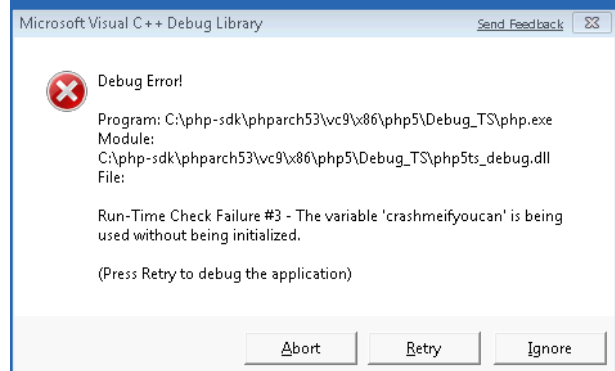 Microsoft Visual C++ Debug Library
Send Feedback
Debug Error!
Program: C:\php-sdk\phparch53\vc9\x86\php5\Debug_TS\php.exe
Module:
C:\php-sdk\phparch53\vc9\x86\php5\Debug_TS\php5ts_debug.dll
File:
Run-Time Check Failure #3 - The variable 'crashmeifyoucan' is being
used without being initialized.
(Press Retry to debug the application)
Abort
Retry
Ignore